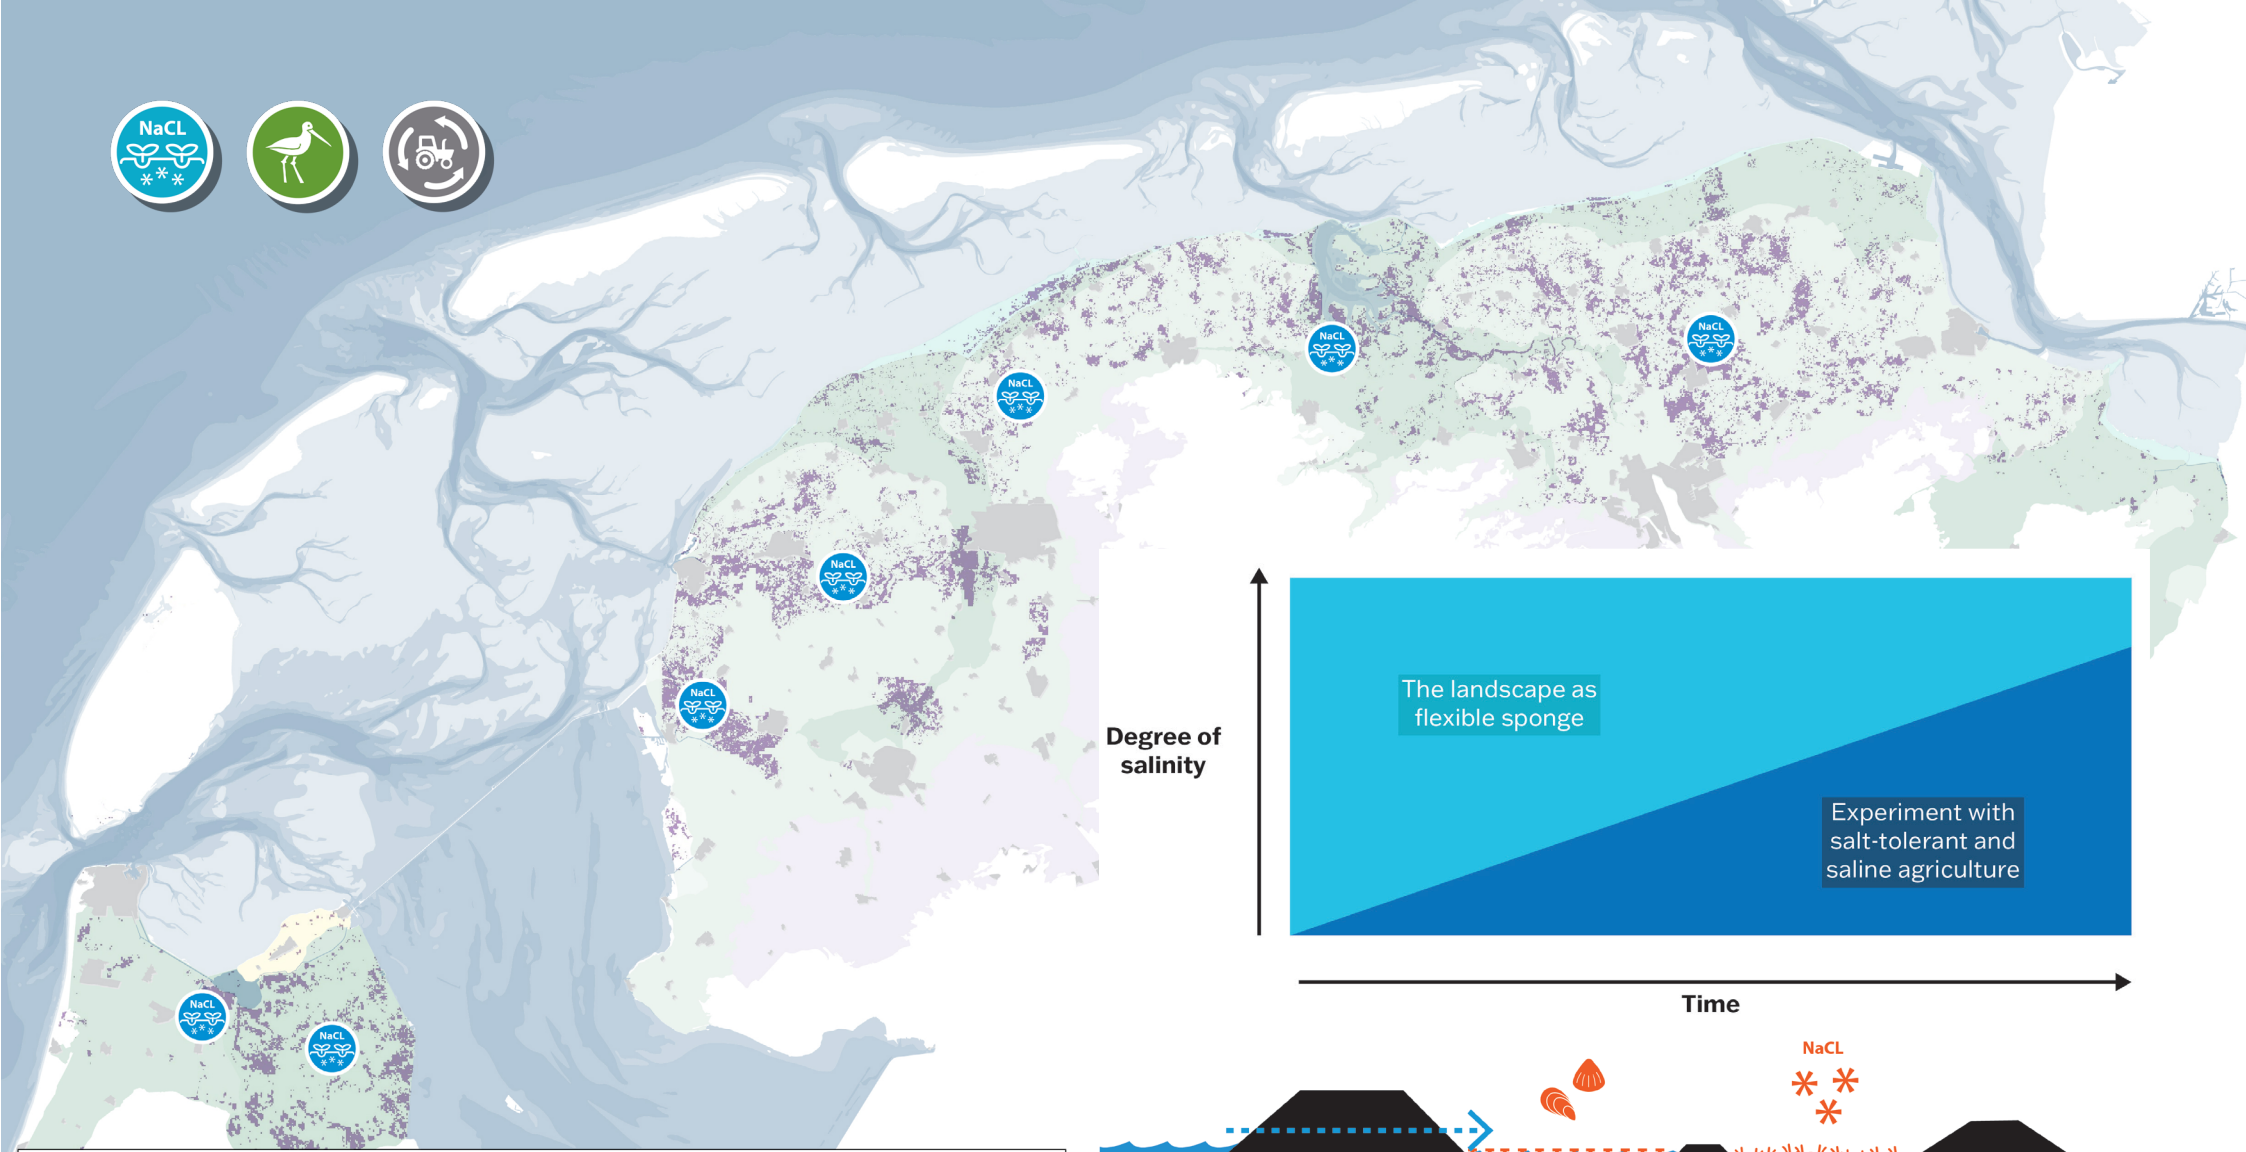 NaCL
NaCL
NaCL
NaCL
NaCL
NaCL
NaCL
NaCL
NaCL
The landscape as
flexible sponge
Degree of
salinity
Experiment with
salt-tolerant and
saline agriculture
Time
NaCL